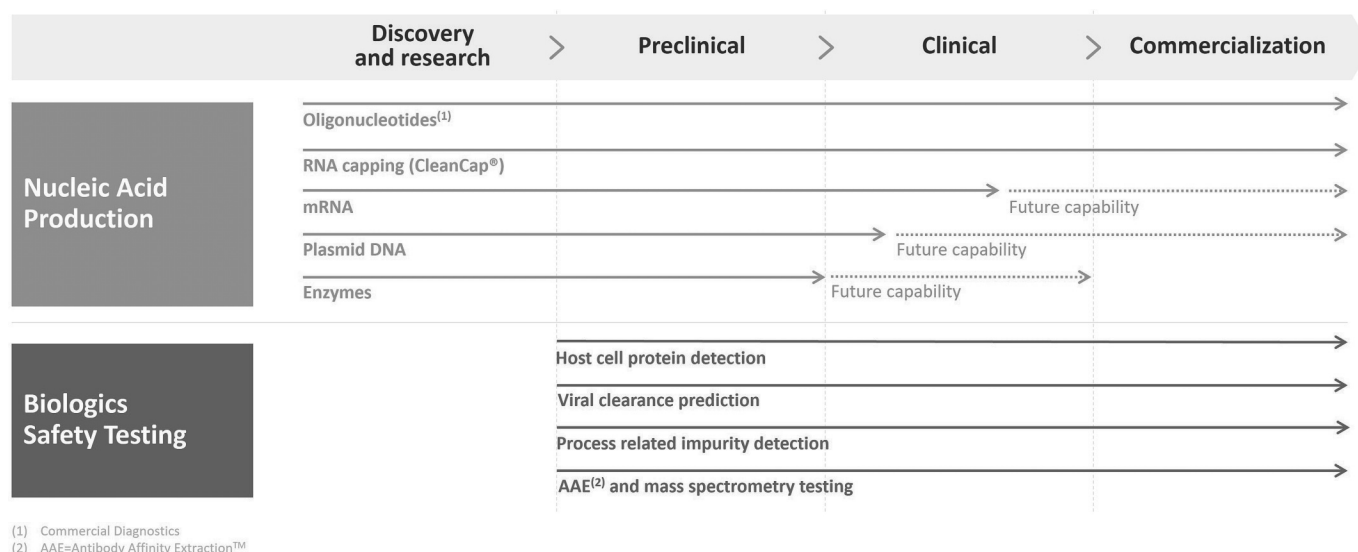 Discovery
and research
Preclinical
Clinical
Commercialization
Nucleic Acid
Production
Oligonucleotides(1)
RNA capping (CleanCap®)
mRNA
Future capability
Plasmid DNA
Future capability
Enzymes
Future capability
Biologics
Safety Testing
Host cell protein detection
Viral clearance prediction
Process related impurity detection
AAE(2) and mass spectrometry testing
(1) Commercial Diagnostics
(2) AAE=Antibody Affinity Extraction™